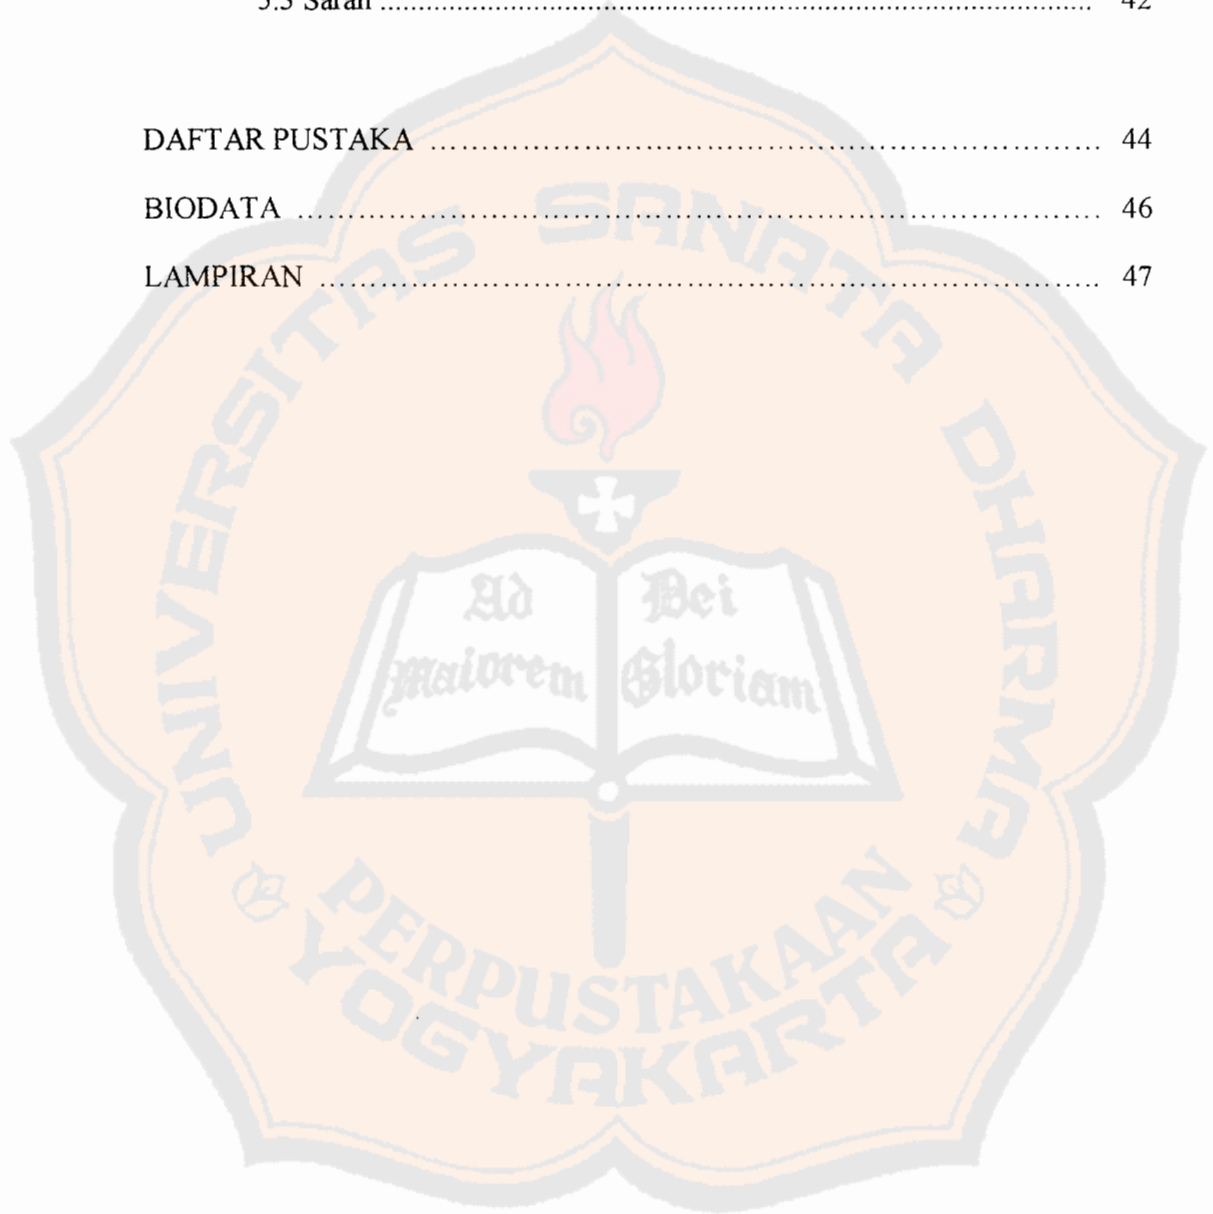 5.3 Saran ........................................................................................................ 42
DAFTAR PUSTAKA ........................................................................ 44
BIODATA ........................................................................................ 46
LAMPIRAN ..................................................................................... 47
UNIVERSITAS SANATA DHARMA
Ad Dei
Maiorem Gloriam
PERPUSTAKAAN
YOGYAKARTA